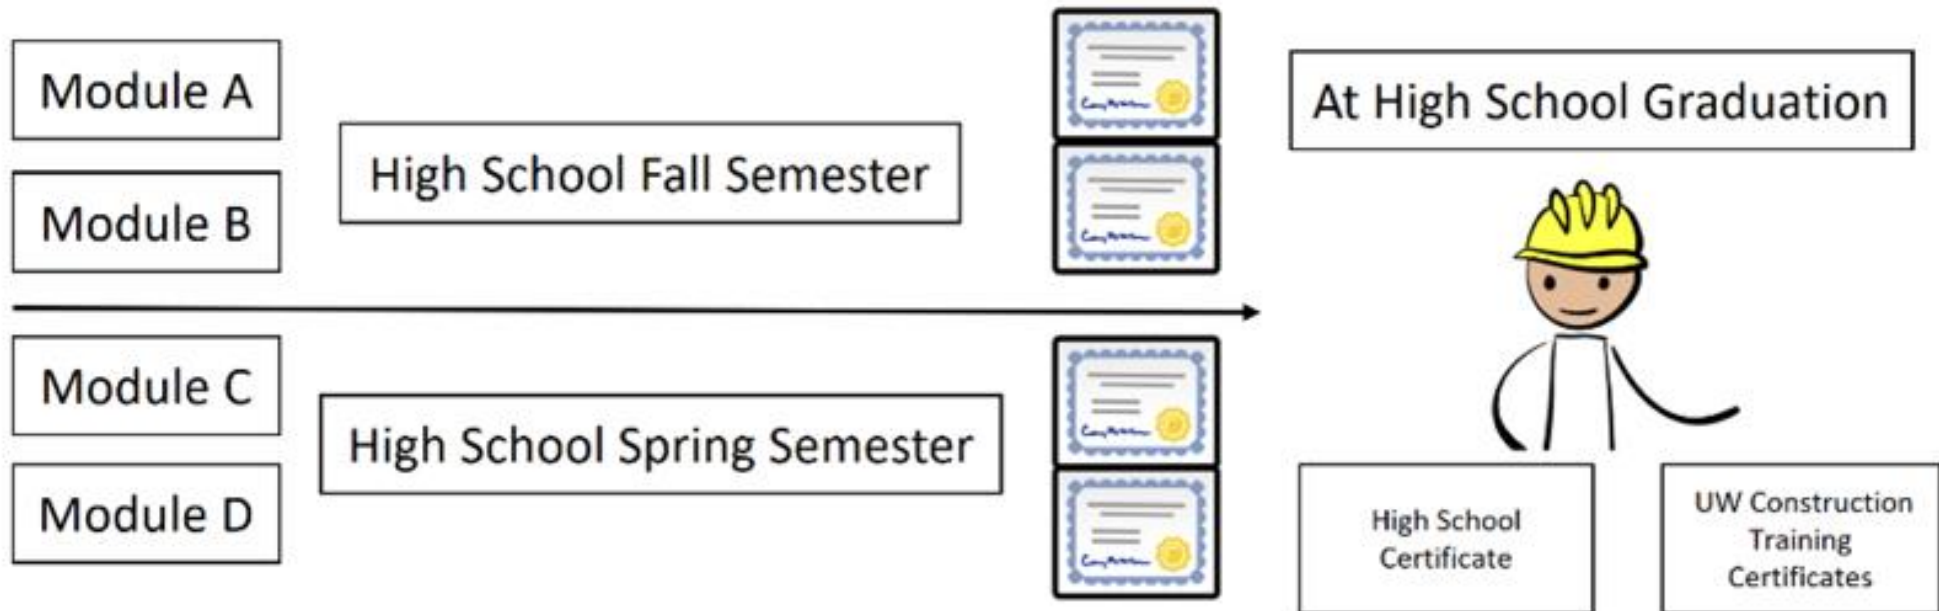 Module A
Module B
High School Fall Semester
Module C
Module D
High School Spring Semester
At High School Graduation
High School
Certificate
UW Construction
Training
Certificates